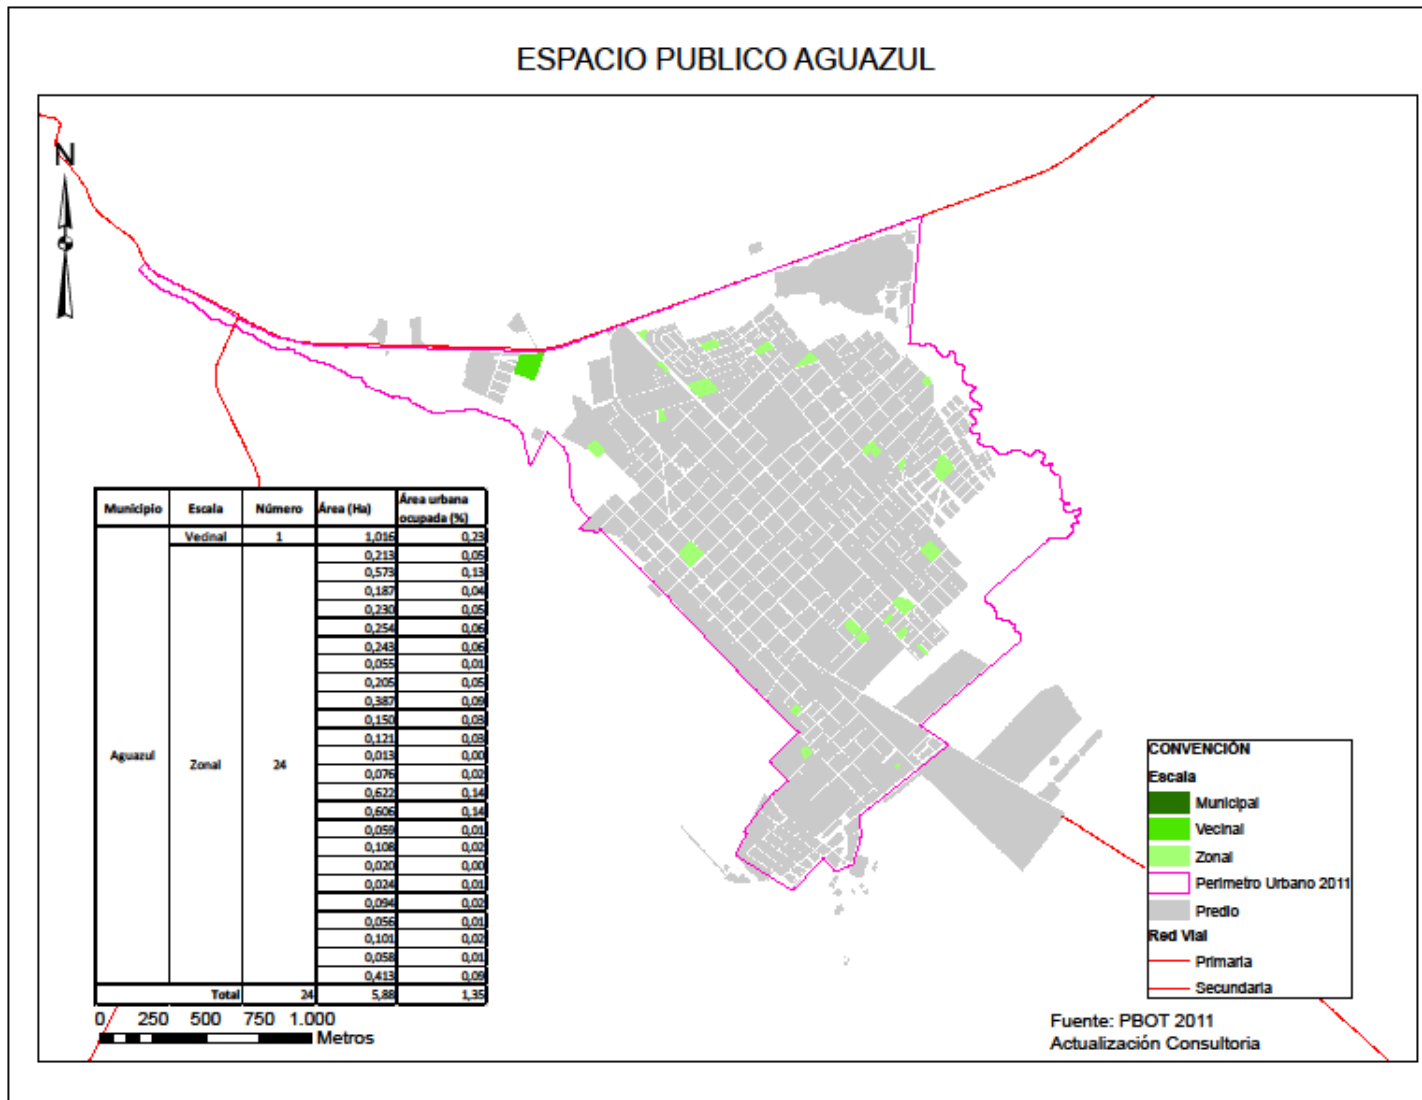 ESPACIO PUBLICO AGUAZUL
N
Municipio Escala Número Área (Ha) Área urbana ocupada (%)
Aguazul Vecinal 1 1,016 0,23
Zonal 24 0,213 0,05
0,573 0,13
0,187 0,04
0,230 0,05
0,254 0,06
0,243 0,06
0,055 0,01
0,205 0,05
0,387 0,09
0,150 0,03
0,121 0,03
0,013 0,00
0,076 0,02
0,622 0,14
0,606 0,14
0,059 0,01
0,108 0,02
0,020 0,00
0,024 0,01
0,094 0,02
0,056 0,01
0,101 0,02
0,058 0,01
0,413 0,09
Total 24 5,88 1,35
0 250 500 750 1.000
Metros
CONVENCIÓN
Escala
Municipal
Vecinal
Zonal
Perimetro Urbano 2011
Predio
Red Vial
Primaria
Secundaria
Fuente: PBOT 2011
Actualización Consultoria